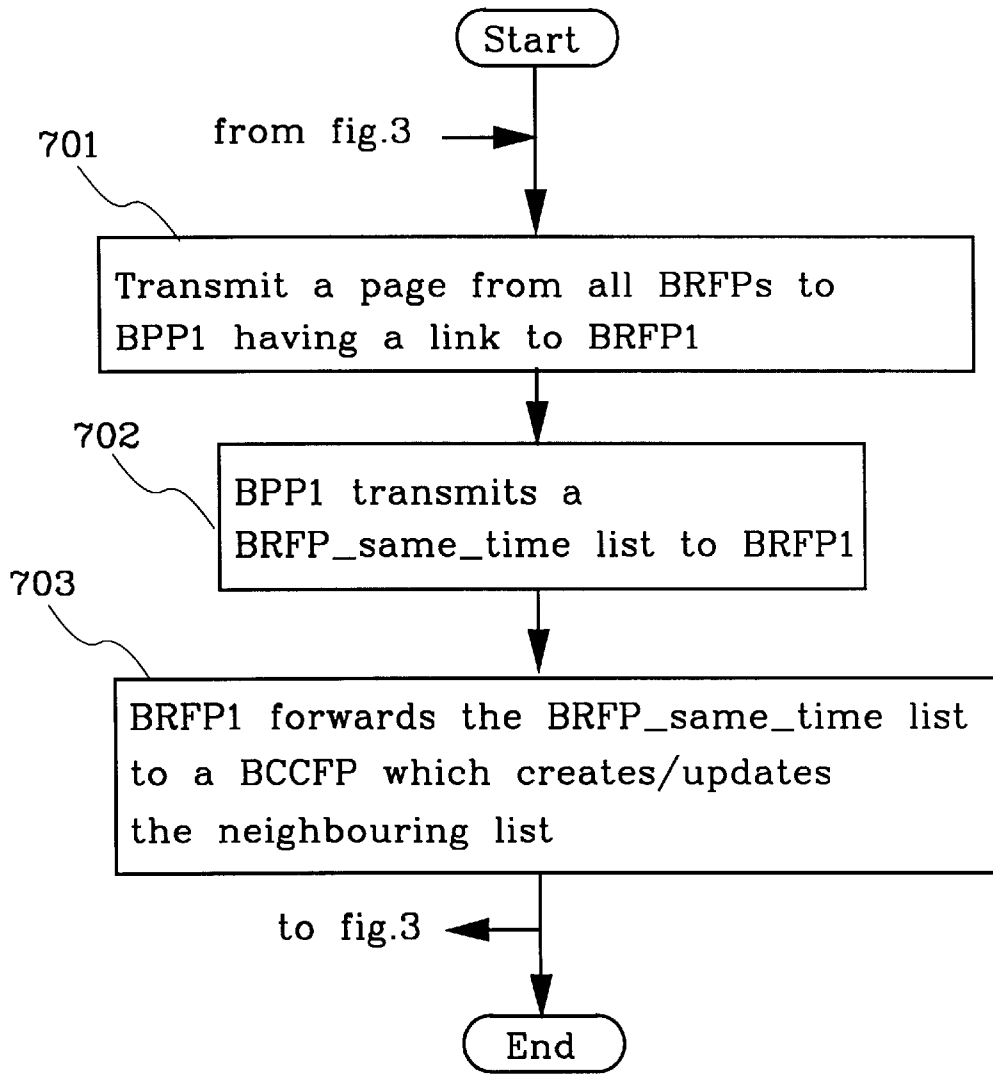 Start
from fig.3
701
Transmit a page from all BRFPs to
BPP1 having a link to BRFP1
702
BPP1 transmits a
BRFP_same_time list to BRFP1
703
BRFP1 forwards the BRFP_same_time list
to a BCCFP which creates/updates
the neighbouring list
to fig.3
End